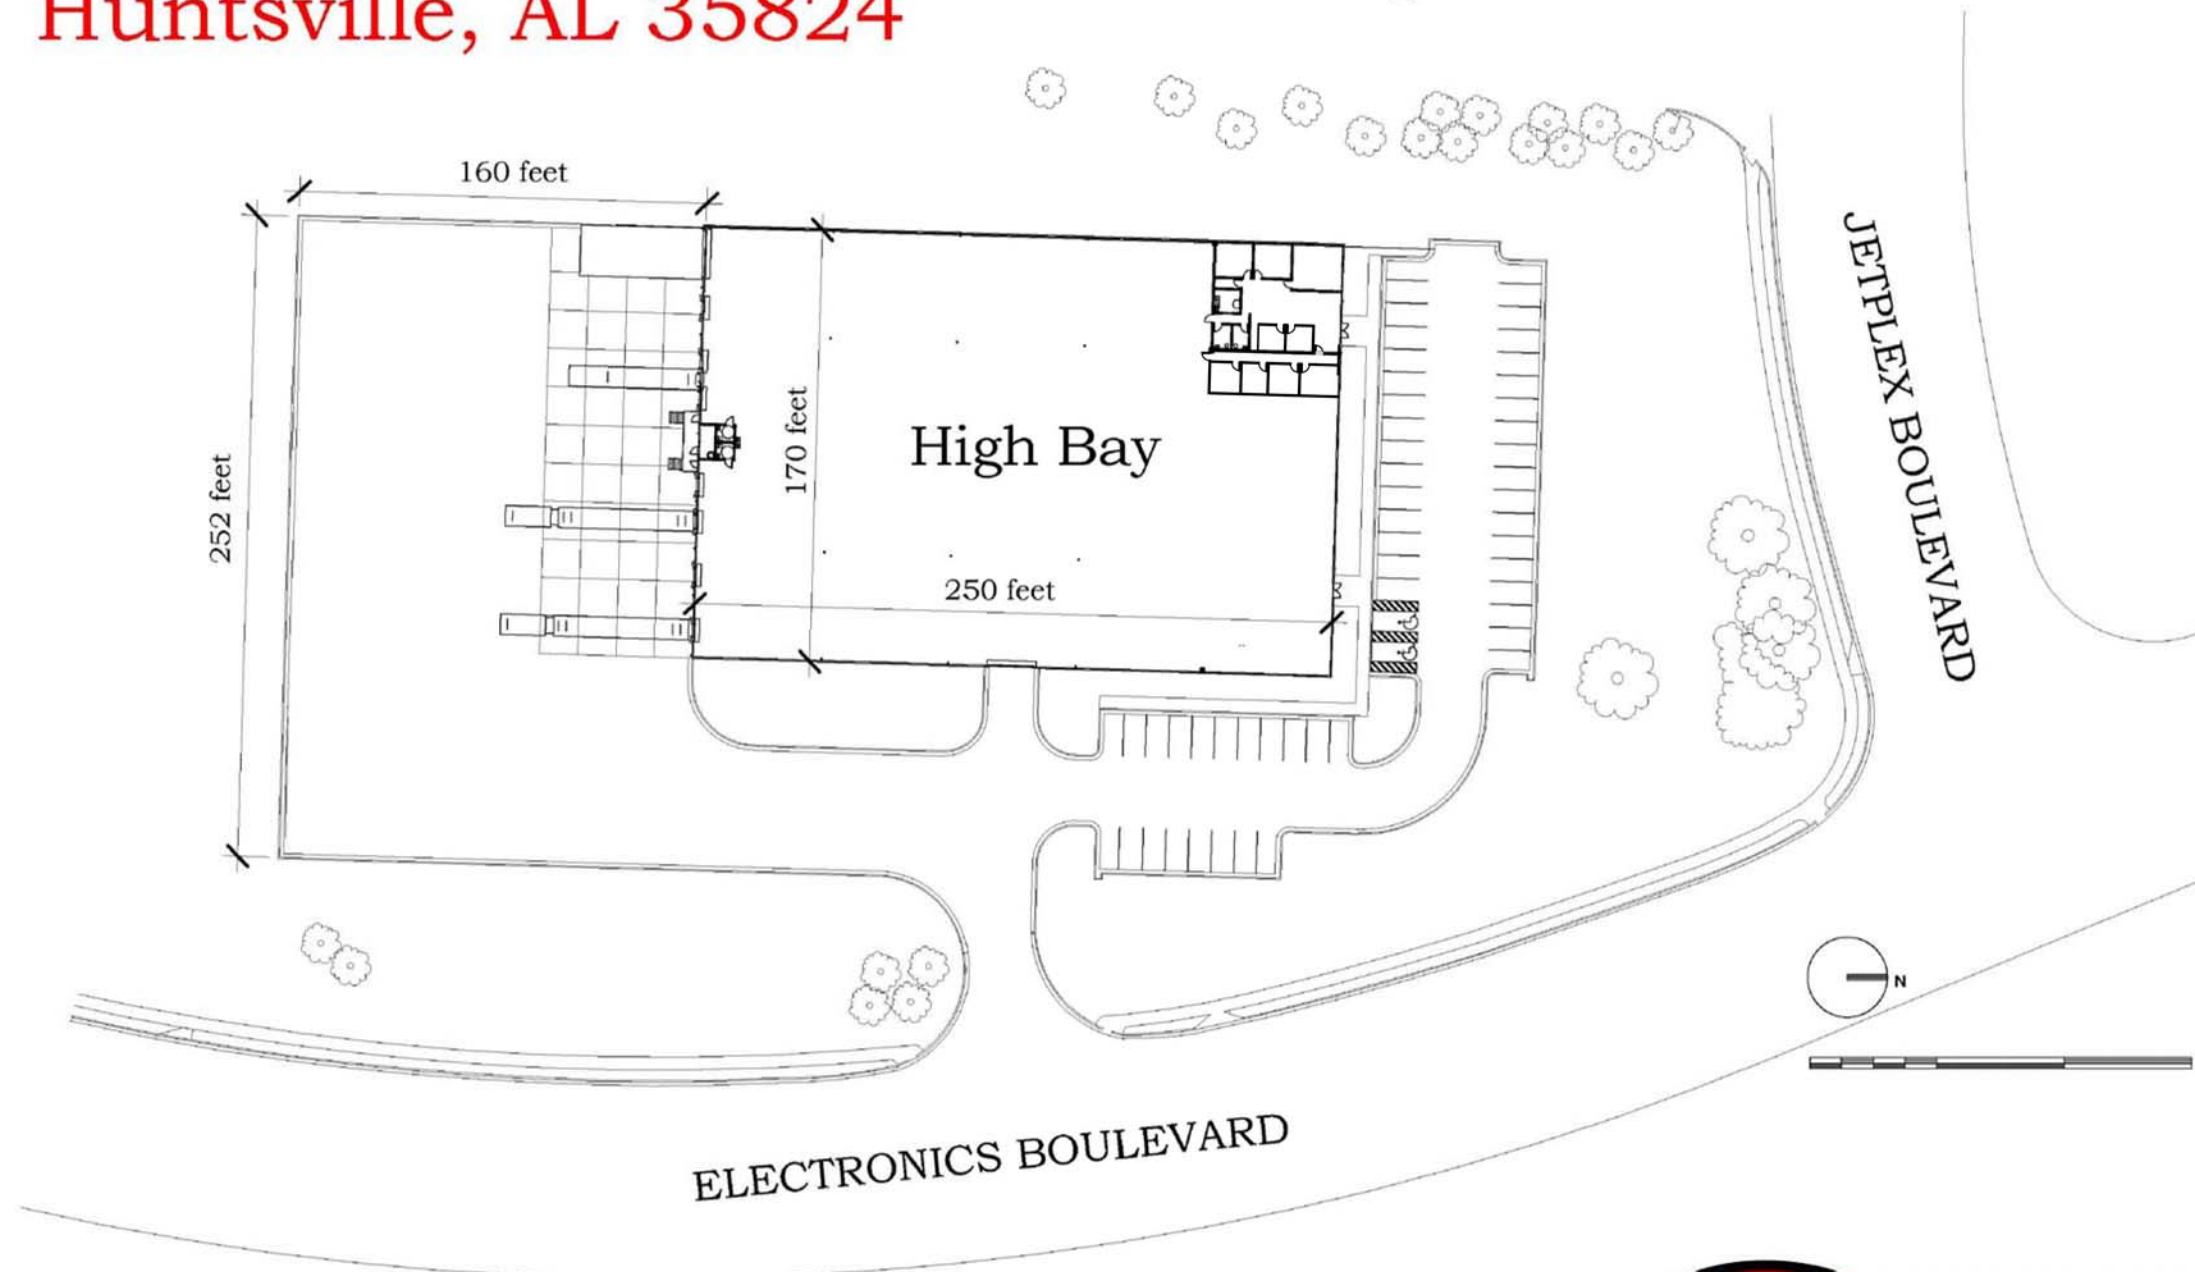 Huntsville, AL 35824
160 feet
JETPLEX BOULEVARD
170 feet
High Bay
252 feet
250 feet
N
ELECTRONICS BOULEVARD